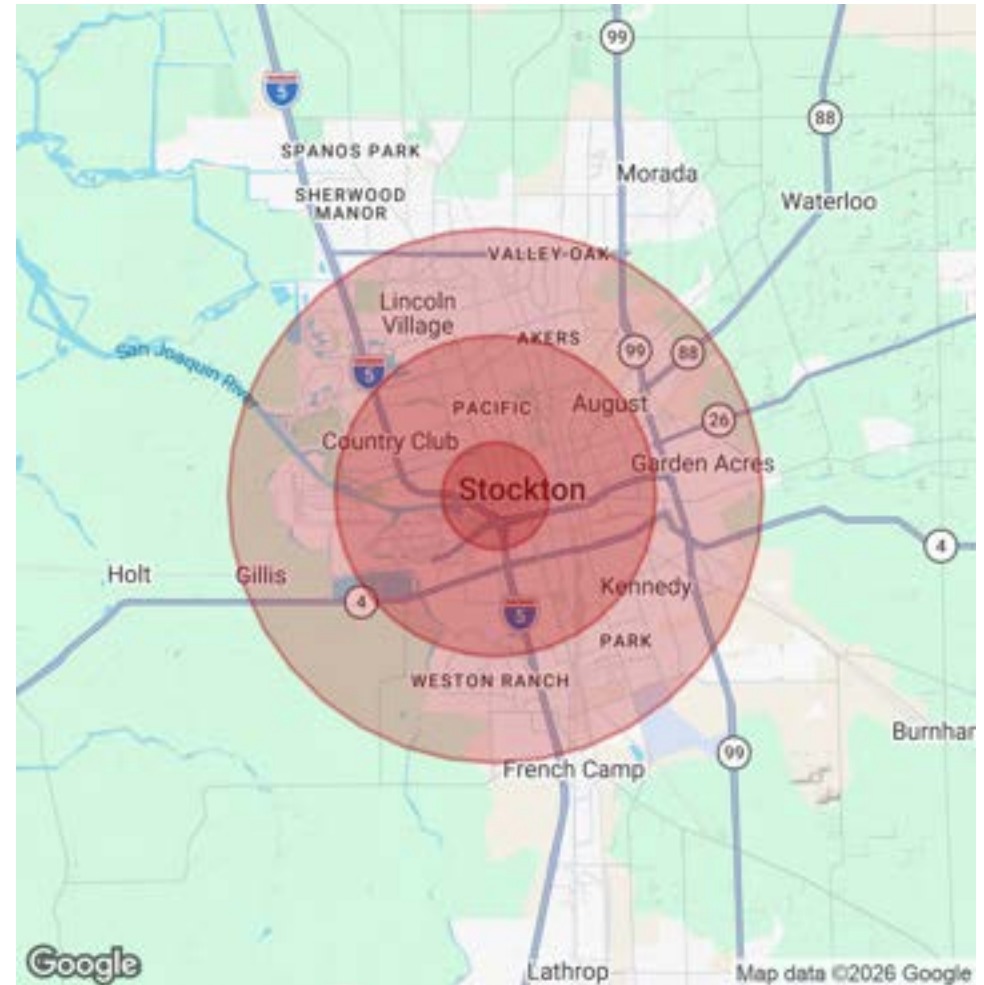 99
5
88
SPANOS PARK
Morada
SHERWOOD
MANOR
Waterloo
VALLEY OAK
Lincoln
Village
AKERS
San Joaquin River
99
88
5
PACIFIC
August
26
Country Club
Garden Acres
Stockton
4
Holt
Gillis
Kennedy
4
5
PARK
WESTON RANCH
Burnhar
99
French Camp
Google
Lathrop
Map data ©2026 Google